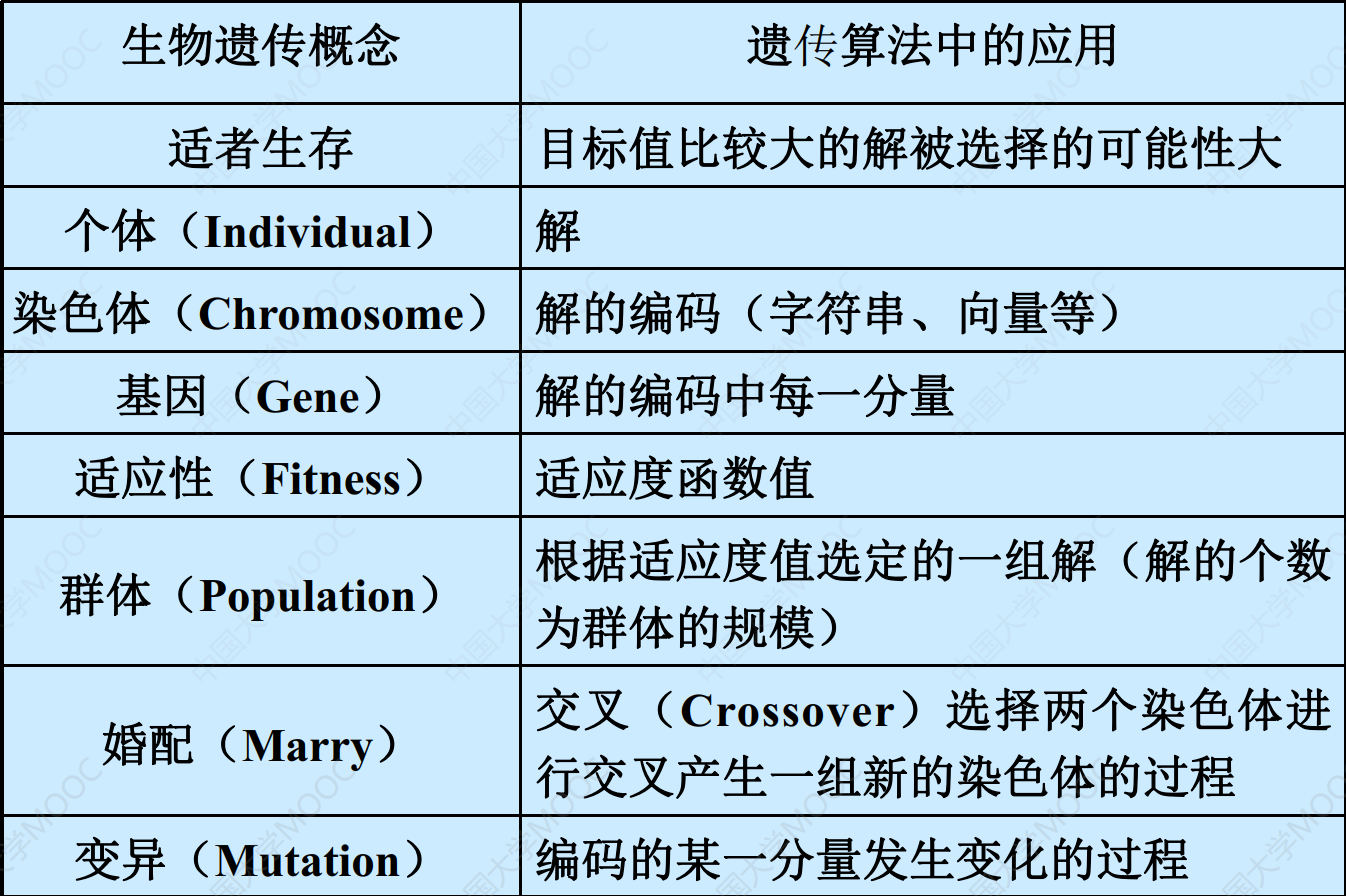 生物遗传概念
遗传算法中的应用
适者生存
目标值比较大的解被选择的可能性大
个体（Individual）
解
染色体（Chromosome）
解的编码（字符串、向量等）
基因（Gene）
解的编码中每一分量
适应性（Fitness）
适应度函数值
群体（Population）
根据适应度值选定的一组解（解的个数
为群体的规模）
婚配（Marry）
交叉（Crossover）选择两个染色体进
行交叉产生一组新的染色体的过程
变异（Mutation）
编码的某一分量发生变化的过程
中国大学MOOC